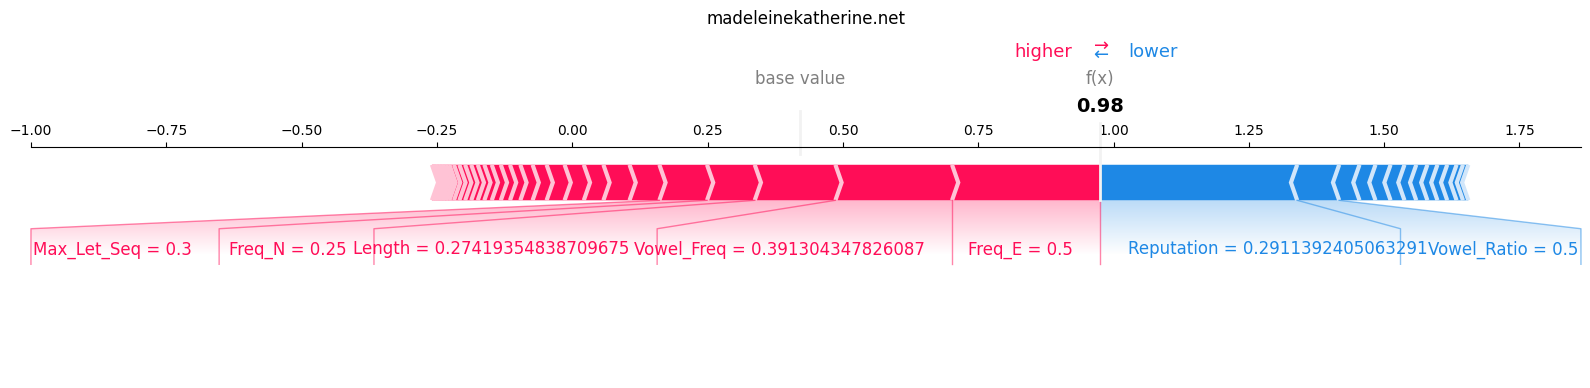 madeleinekatherine.net
higher ⇄ lower
base value f(x)
0.98
−1.00 −0.75 −0.50 −0.25 0.00 0.25 0.50 0.75 1.00 1.25 1.50 1.75
Max_Let_Seq = 0.3 Freq_N = 0.25 Length = 0.27419354838709675 Vowel_Freq = 0.391304347826087 Freq_E = 0.5 Reputation = 0.2911392405063291 Vowel_Ratio = 0.5